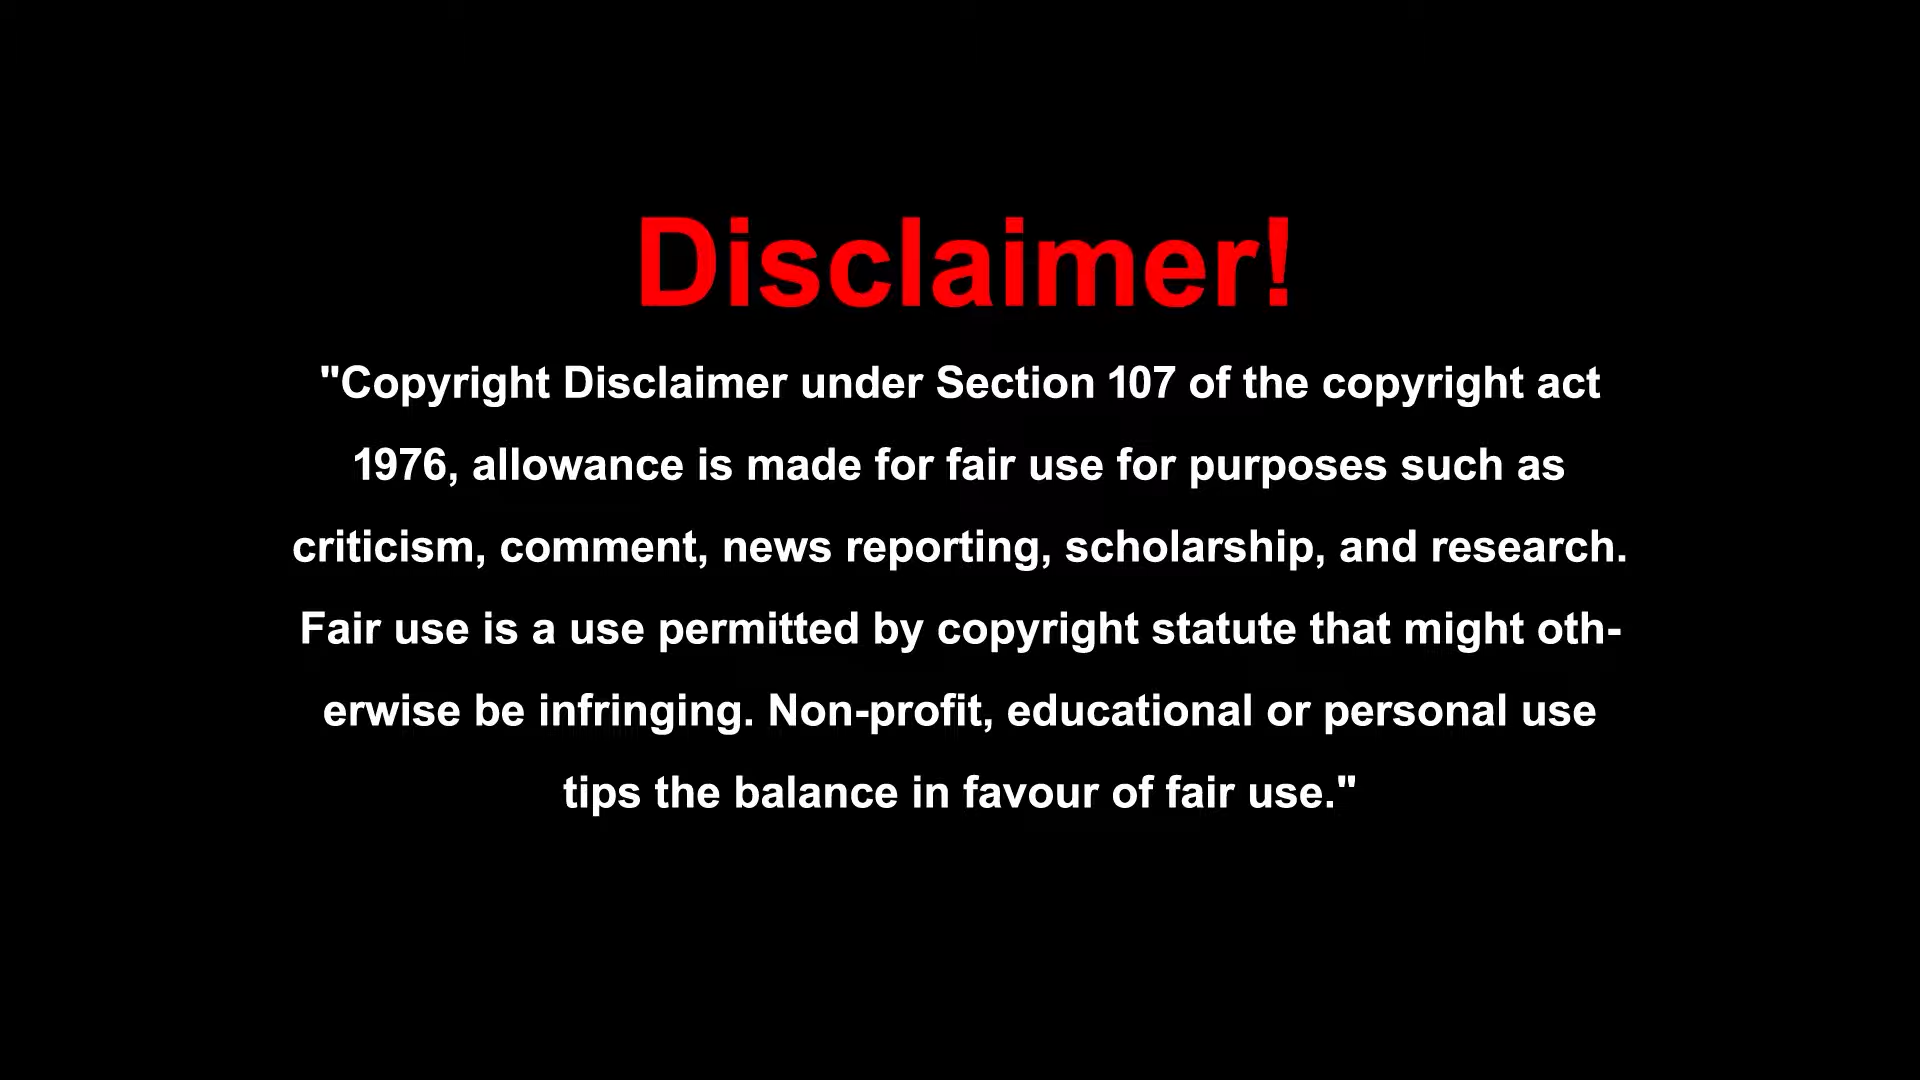 Disclaimer!
"Copyright Disclaimer under Section 107 of the copyright act
1976, allowance is made for fair use for purposes such as
criticism, comment, news reporting, scholarship, and research.
Fair use is a use permitted by copyright statute that might oth-
erwise be infringing. Non-profit, educational or personal use
tips the balance in favour of fair use."